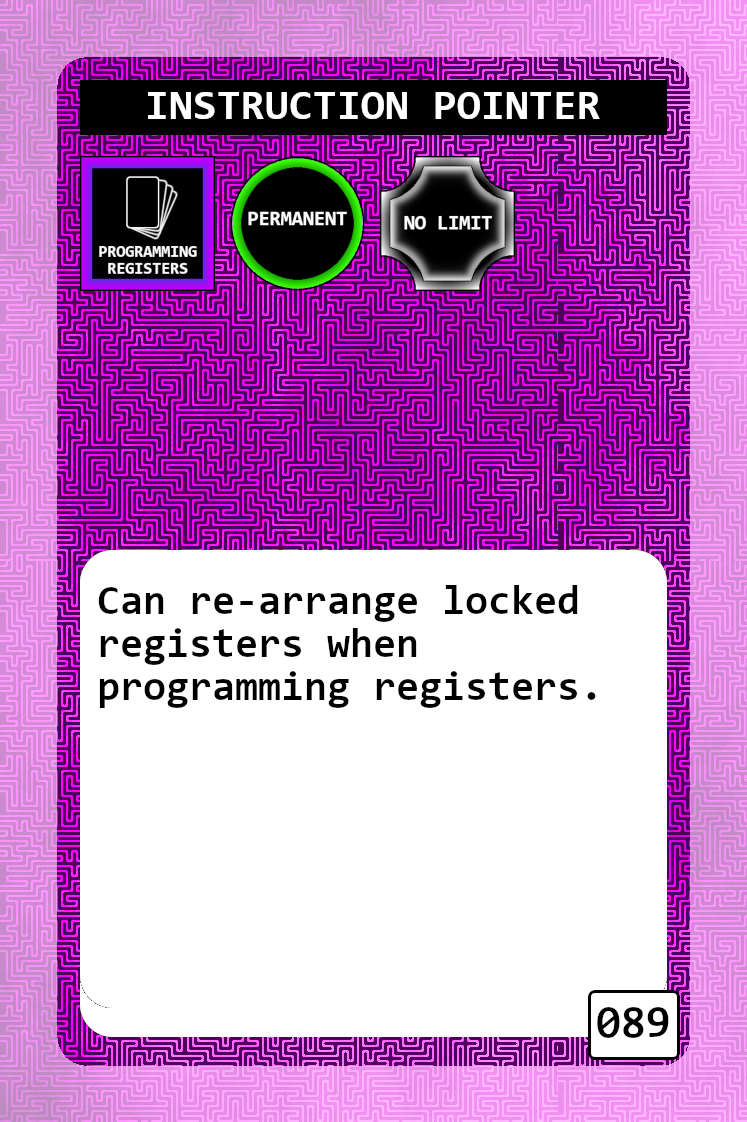 INSTRUCTION POINTER
PROGRAMMING
REGISTERS
PERMANENT
NO LIMIT
Can re-arrange locked
registers when
programming registers.
089